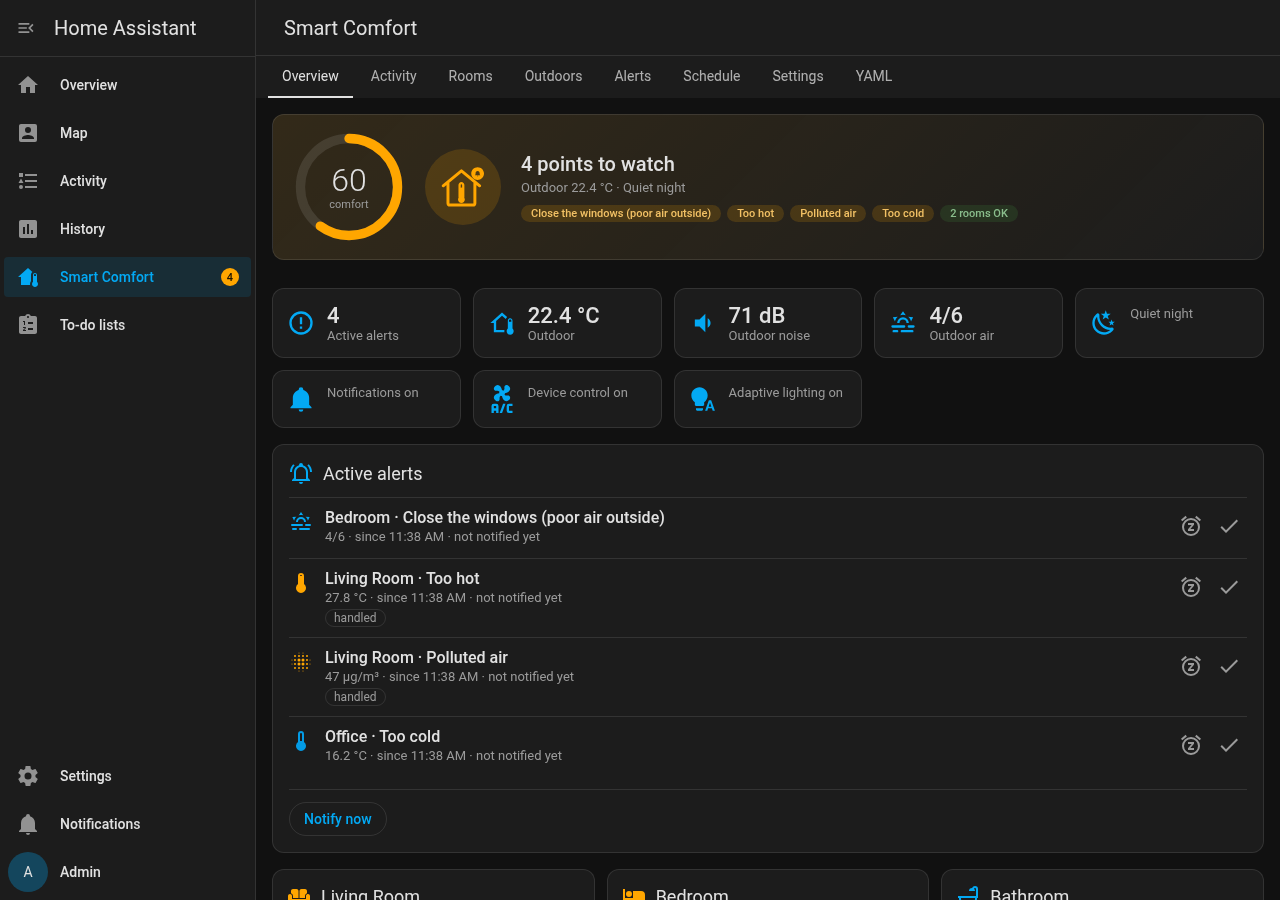 Home Assistant
Smart Comfort
Overview
Map
Activity
History
Smart Comfort
4
To-do lists
Settings
Notifications
A
Admin
Overview Activity Rooms Outdoors Alerts Schedule Settings YAML
60
comfort
4 points to watch
Outdoor 22.4 °C · Quiet night
Close the windows (poor air outside) Too hot Polluted air Too cold 2 rooms OK
4
Active alerts
22.4 °C
Outdoor
71 dB
Outdoor noise
4/6
Outdoor air
Quiet night
Notifications on
A/C
Device control on
A
Adaptive lighting on
Active alerts
Bedroom · Close the windows (poor air outside)
4/6 · since 11:38 AM · not notified yet
Living Room · Too hot
27.8 °C · since 11:38 AM · not notified yet
handled
Living Room · Polluted air
47 µg/m³ · since 11:38 AM · not notified yet
handled
Office · Too cold
16.2 °C · since 11:38 AM · not notified yet
Notify now
Living Room
Bedroom
Bathroom